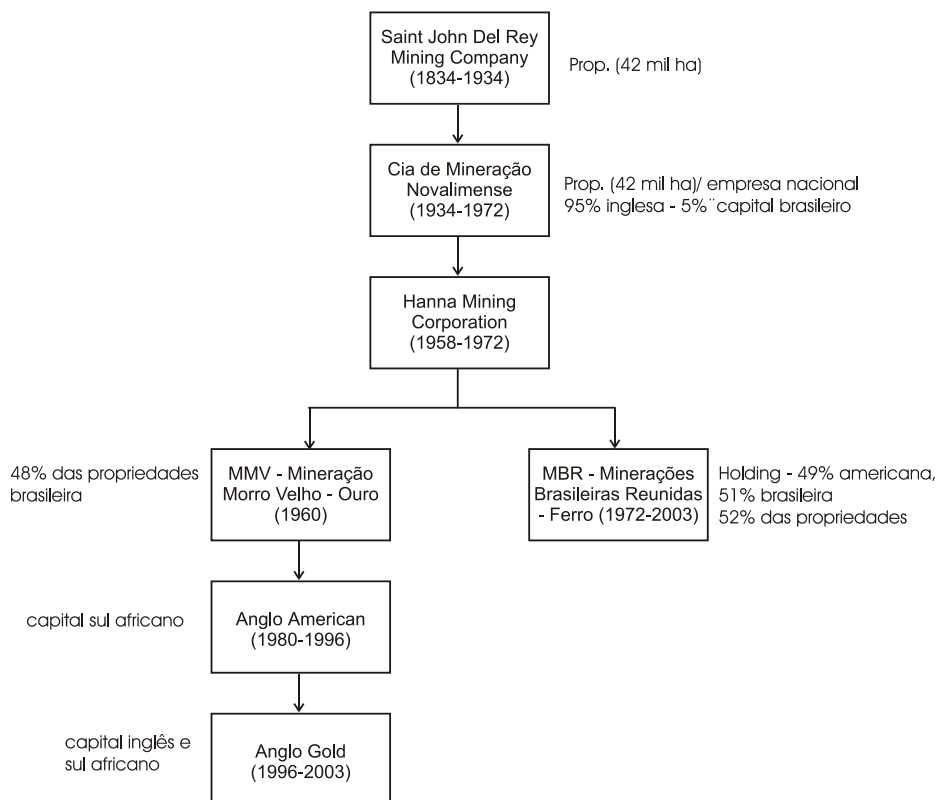 Saint John Del Rey
Mining Company
(1834-1934)
Prop. (42 mil ha)
Cia de Mineração
Novalimense
(1934-1972)
Prop. (42 mil ha)/ empresa nacional
95% inglesa - 5%¨capital brasileiro
Hanna Mining
Corporation
(1958-1972)
48% das propriedades
brasileira
MMV - Mineração
Morro Velho - Ouro
(1960)
MBR - Minerações
Brasileiras Reunidas
- Ferro (1972-2003)
Holding - 49% americana,
51% brasileira
52% das propriedades
capital sul africano
Anglo American
(1980-1996)
capital inglês e
sul africano
Anglo Gold
(1996-2003)